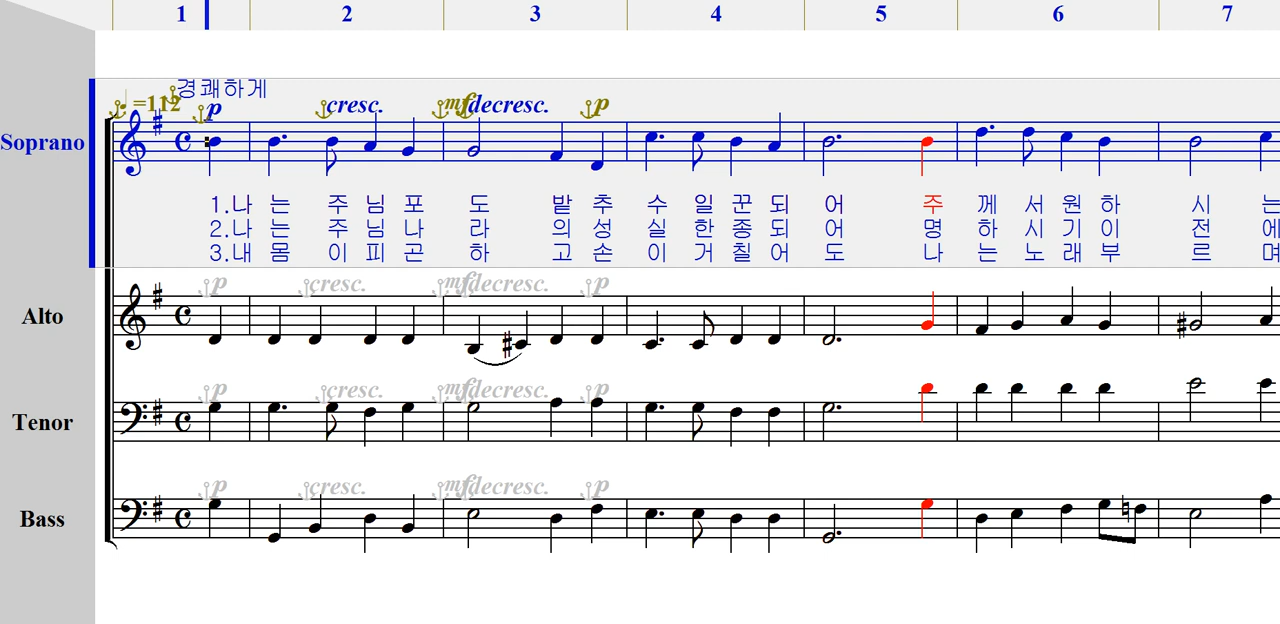 1 2 3 4 5 6 7
경쾌하게
♩ =112 p cresc. mf decresc. p
Soprano
1.나 는 주 님 포 도 밭 추 수 일 꾼 되 어 주 께 서 원 하 시 는
2.나 는 주 님 나 라 의 성 실 한 종 되 어 명 하 시 기 이 전 에
3.내 몸 이 피 곤 하 고 손 이 거 칠 어 도 나 는 노 래 부 르 며
p cresc. mf decresc. p
Alto
p cresc. mf decresc. p
Tenor
p cresc. mf decresc. p
Bass